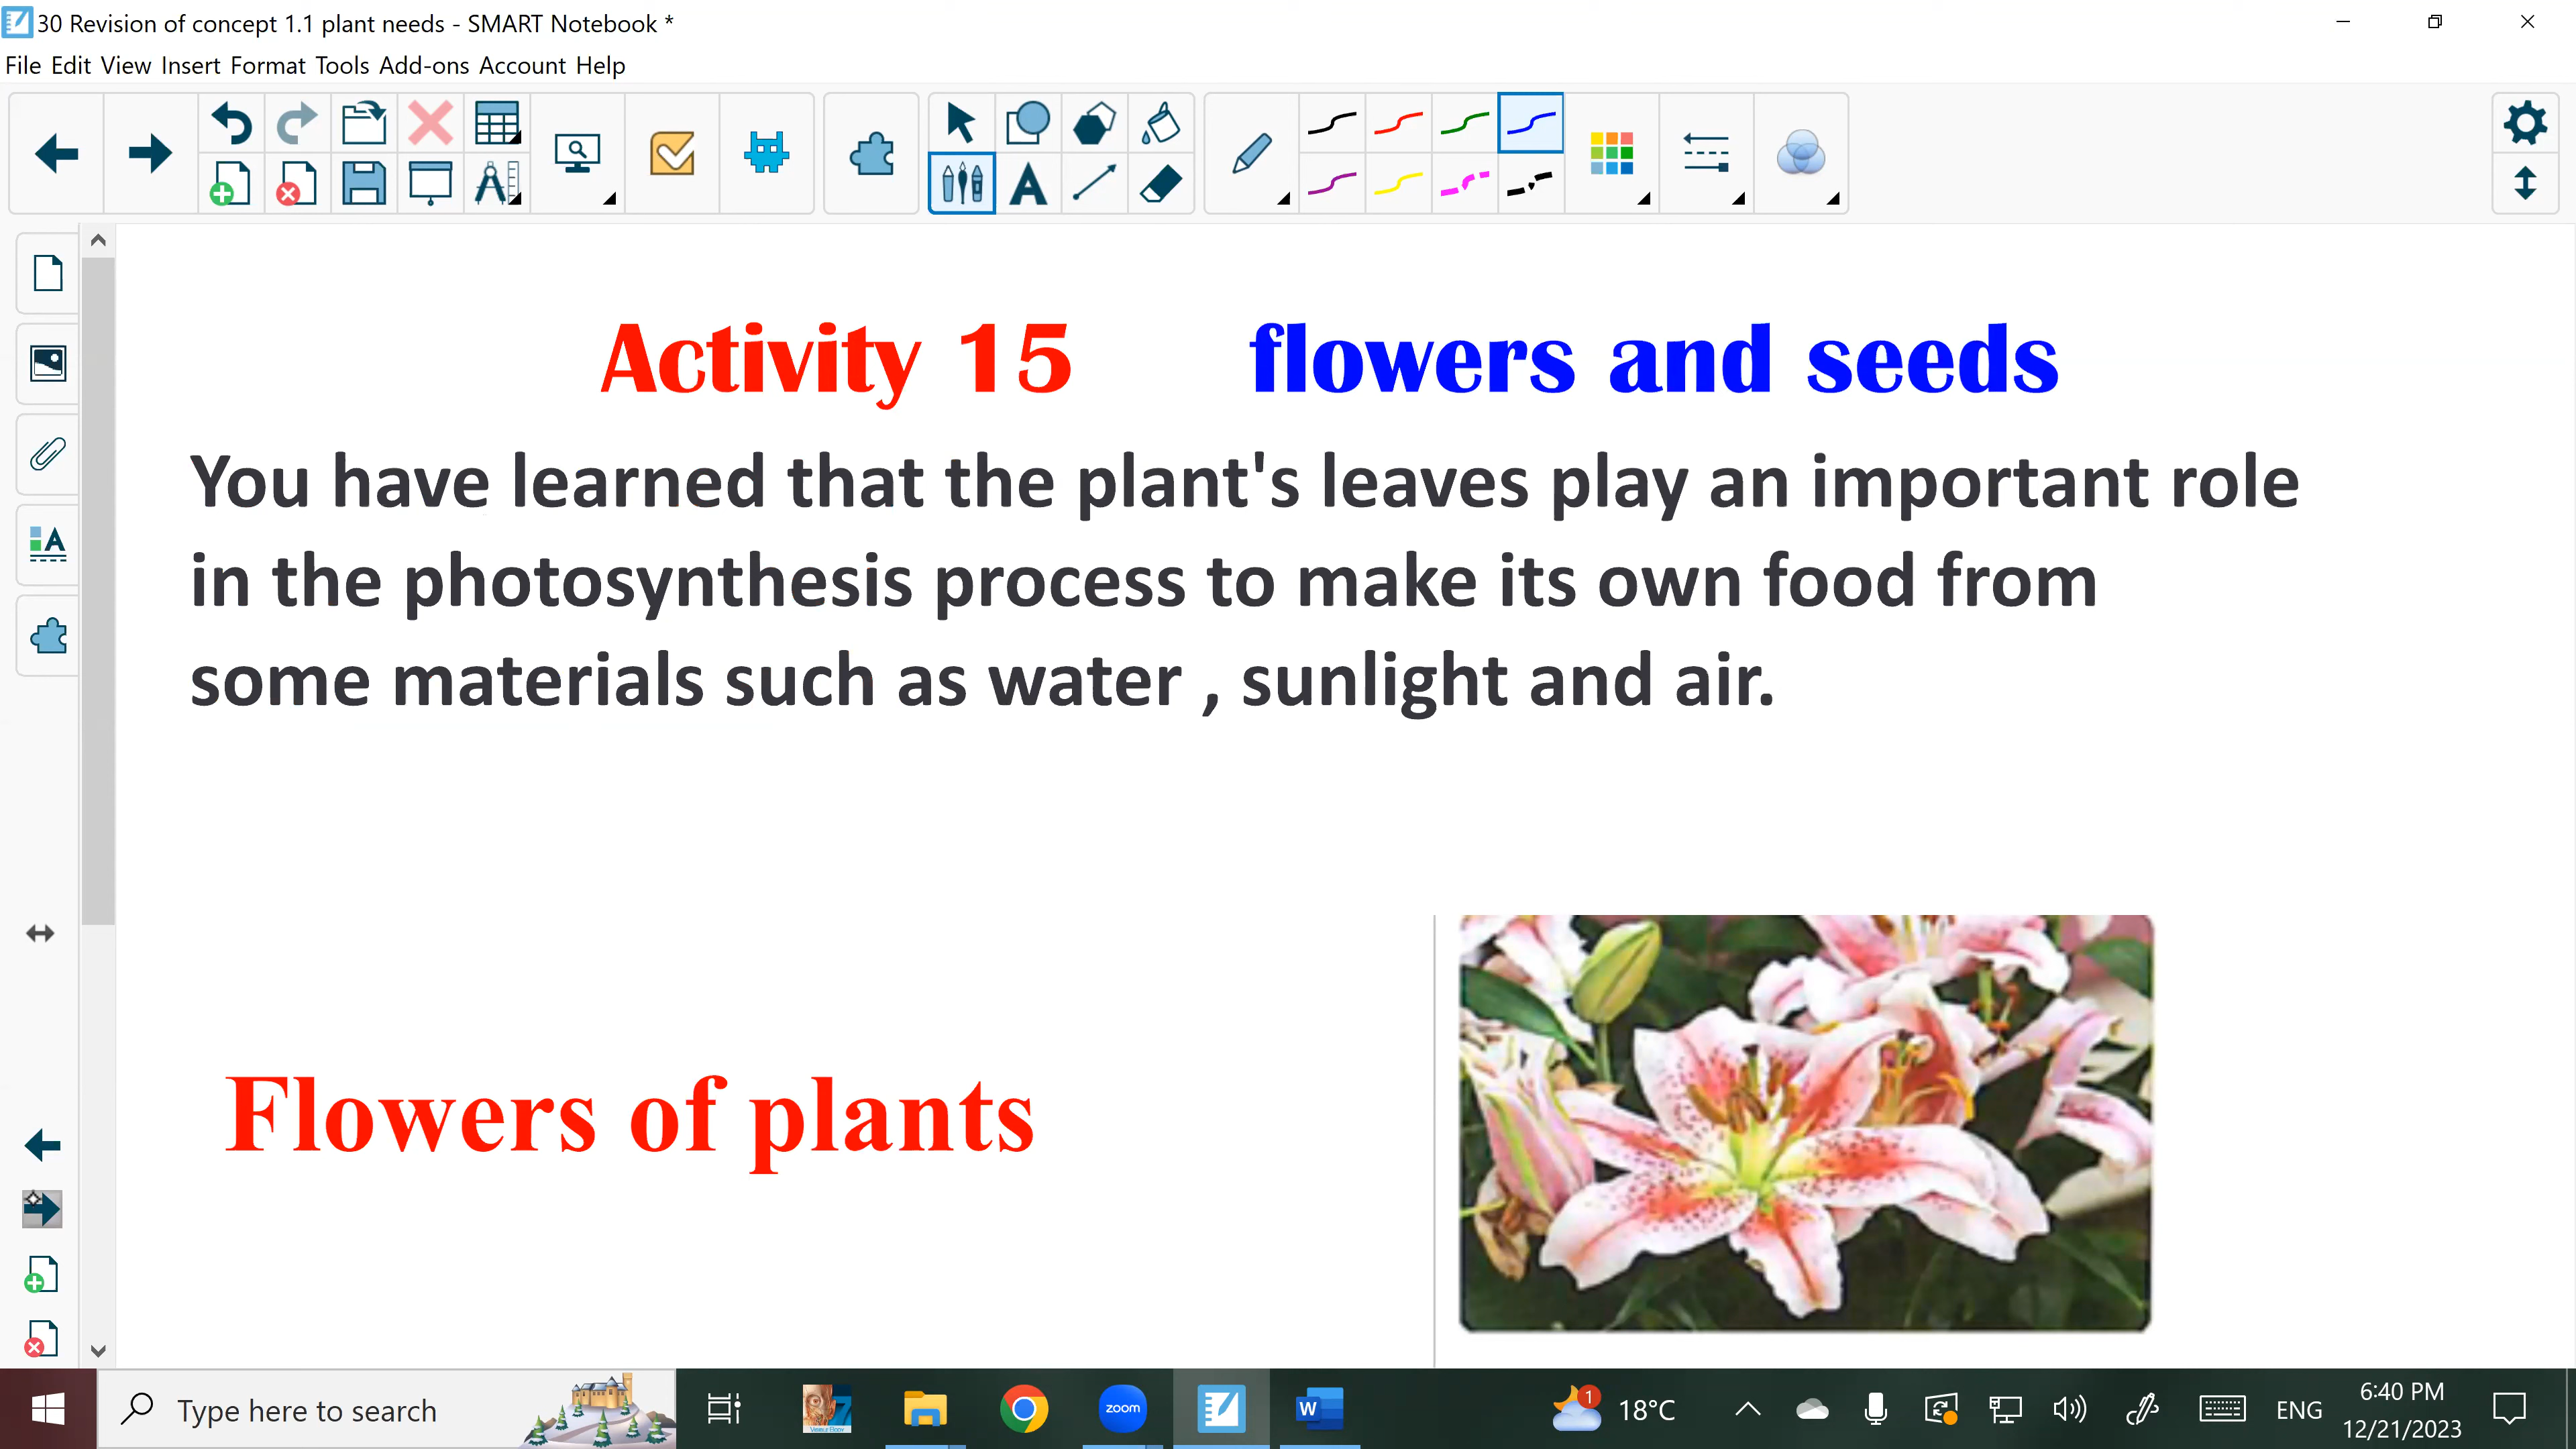 30 Revision of concept 1.1 plant needs - SMART Notebook *
File Edit View Insert Format Tools Add-ons Account Help
Activity 15 flowers and seeds
You have learned that the plant's leaves play an important role
in the photosynthesis process to make its own food from
some materials such as water , sunlight and air.
Flowers of plants
Type here to search
zoom
W
1
18°C
ENG
6:40 PM
12/21/2023